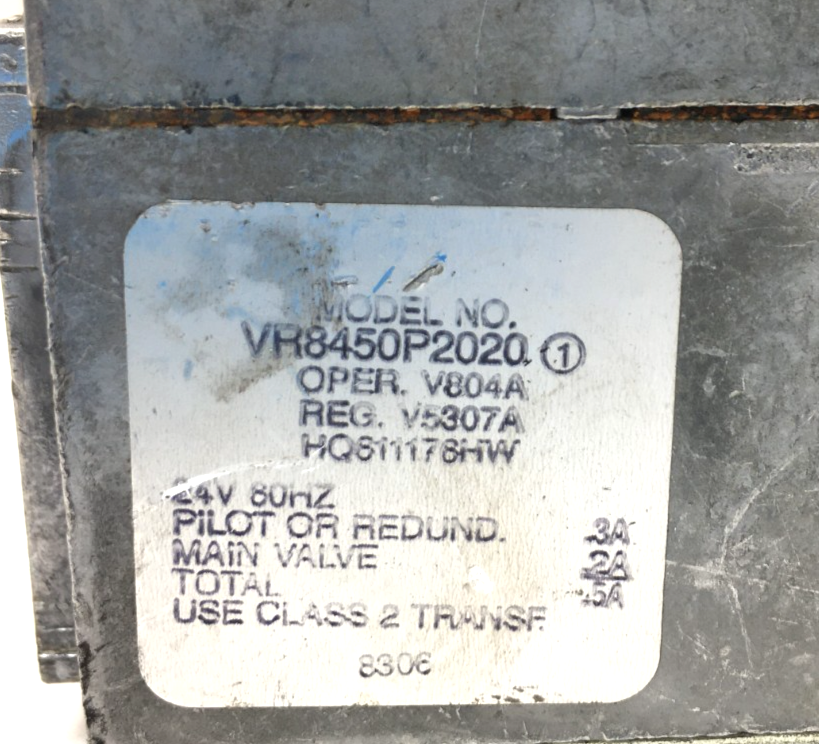 MODEL NO.
VR8450P2020 ①
OPER. V804A
REG. V5307A
HQ611176HW
24V 60HZ
PILOT OR REDUND. .3A
MAIN VALVE .2A
TOTAL .5A
USE CLASS 2 TRANSF.
8306